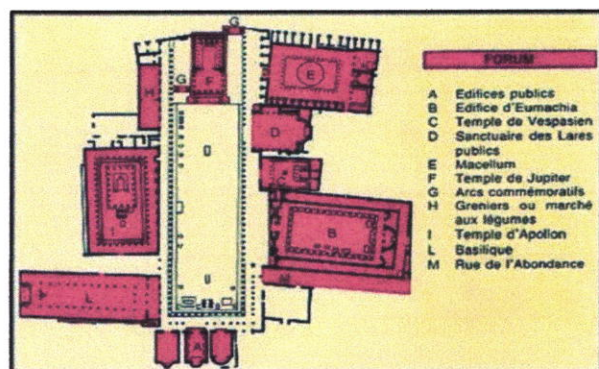 G
G
F
H
E
D
I
B
L
M
A
FORUM
A Edifices publics
B Edifice d'Eumachia
C Temple de Vespasien
D Sanctuaire des Lares
publics
E Macellum
F Temple de Jupiter
G Arcs commémoratifs
H Greniers ou marché
aux légumes
I Temple d'Apollon
L Basilique
M Rue de l'Abondance